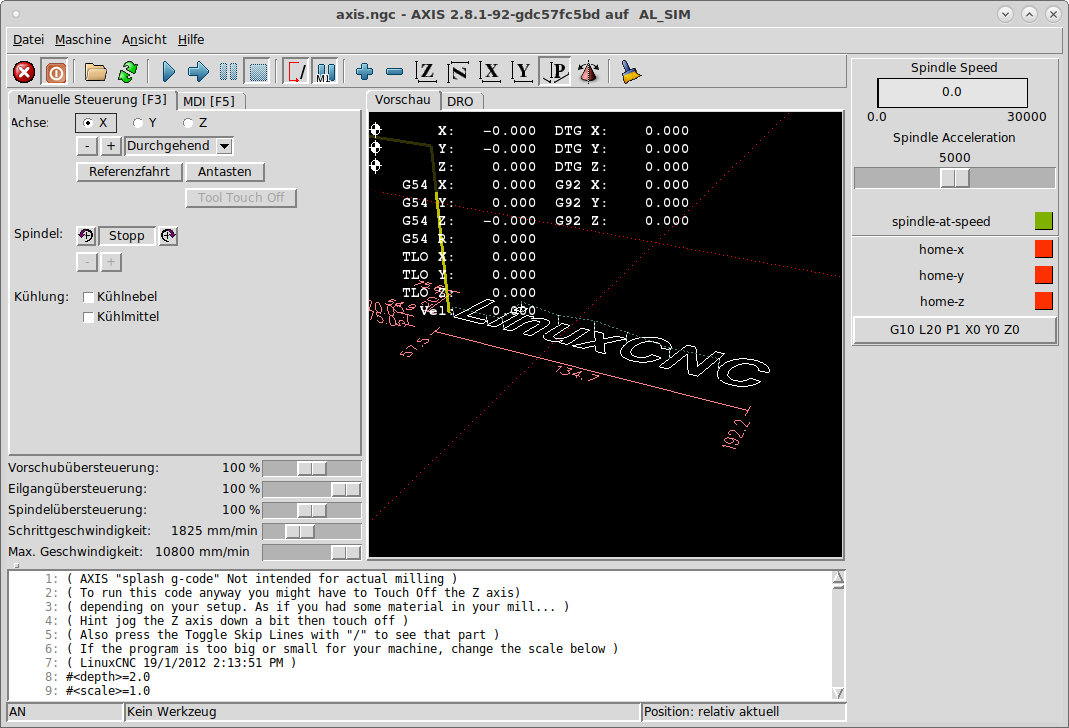 axis.ngc - AXIS 2.8.1-92-gdc57fc5bd auf AL_SIM
Datei Maschine Ansicht Hilfe
M1 Z N X Y P
Manuelle Steuerung [F3] MDI [F5]
Achse: X Y Z
- + Durchgehend
Referenzfahrt Antasten
Tool Touch Off
Spindel: Stopp
- +
Kühlung: Kühlnebel
Kühlmittel
Vorschubübersteuerung: 100 %
Eilgangübersteuerung: 100 %
Spindelübersteuerung: 100 %
Schrittgeschwindigkeit: 1825 mm/min
Max. Geschwindigkeit: 10800 mm/min
Vorschau DRO
X: -0.000 DTG X: 0.000
Y: -0.000 DTG Y: 0.000
Z: 0.000 DTG Z: 0.000
G54 X: 0.000 G92 X: 0.000
G54 Y: 0.000 G92 Y: 0.000
G54 Z: -0.000 G92 Z: 0.000
G54 R: 0.000
TLO X: 0.000
TLO Y: 0.000
TLO Z: 0.000
Vel: 0.000
LinuxCNC
57.5
134.7
192.2
Spindle Speed
0.0
0.0 30000
Spindle Acceleration
5000
spindle-at-speed
home-x
home-y
home-z
G10 L20 P1 X0 Y0 Z0
1: ( AXIS "splash g-code" Not intended for actual milling )
2: ( To run this code anyway you might have to Touch Off the Z axis)
3: ( depending on your setup. As if you had some material in your mill... )
4: ( Hint jog the Z axis down a bit then touch off )
5: ( Also press the Toggle Skip Lines with "/" to see that part )
6: ( If the program is too big or small for your machine, change the scale below )
7: ( LinuxCNC 19/1/2012 2:13:51 PM )
8: #<depth>=2.0
9: #<scale>=1.0
AN Kein Werkzeug Position: relativ aktuell